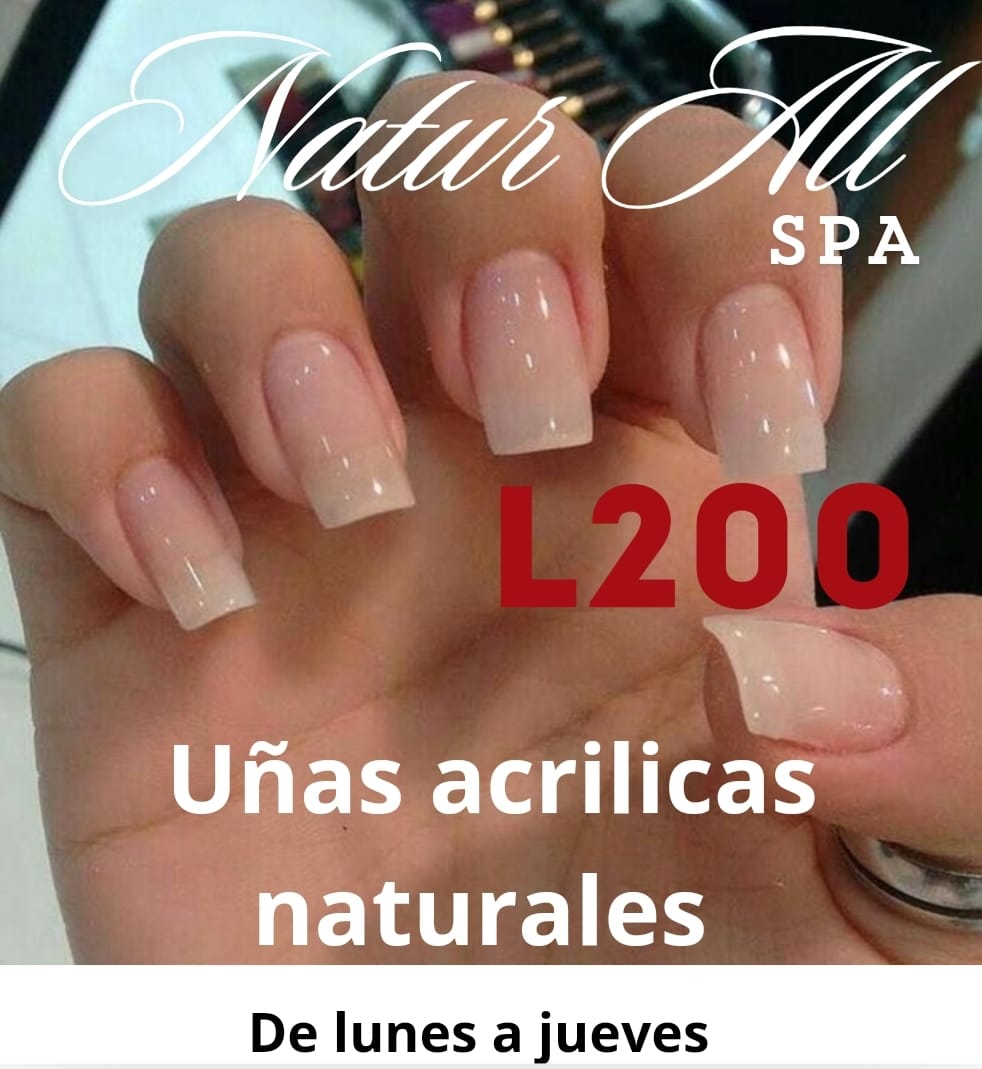 Natur All
SPA
L200
Uñas acrilicas
naturales
De lunes a jueves